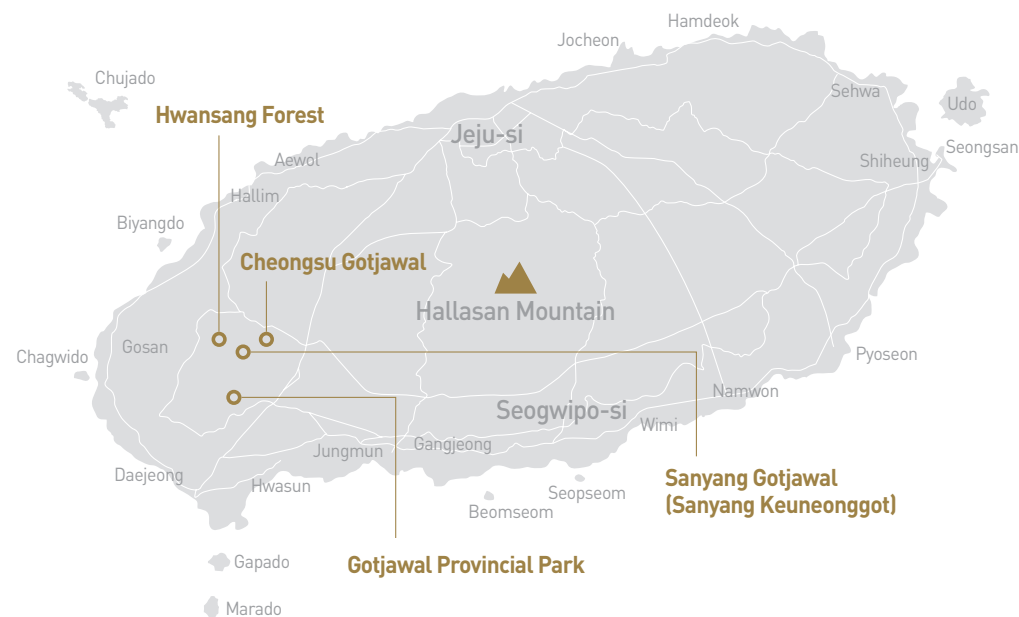 Hamdeok
Jocheon
Chujado
Sehwa
Udo
Hwansang Forest
Jeju-si
Seongsan
Aewol
Shiheung
Hallim
Biyangdo
Cheongsu Gotjawal
Hallasan Mountain
Gosan
Chagwido
Pyoseon
Namwon
Seogwipo-si
Wimi
Gangjeong
Jungmun
Daejeong
Hwasun
Sanyang Gotjawal
(Sanyang Keuneonggot)
Seopseom
Beomseom
Gapado
Gotjawal Provincial Park
Marado